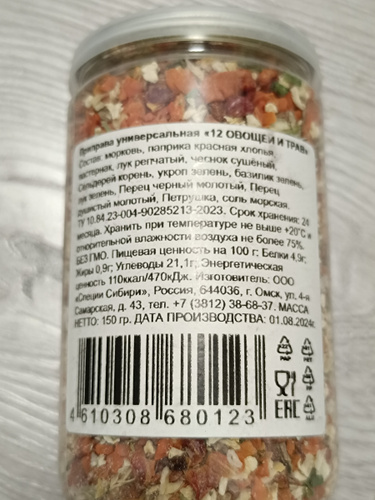 Приправа универсальная «12 ОВОЩЕЙ И ТРАВ»
Состав: морковь, паприка красная хлопья,
пастернак, лук репчатый, чеснок сушёный,
Сельдерей корень, укроп зелень, базилик зелень,
лук зелень, Перец черный молотый, Перец
душистый молотый, Петрушка, соль морская.
ТУ 10.84.23-004-90285213-2023. Срок хранения: 24
месяца. Хранить при температуре не выше +20°С и
относительной влажности воздуха не более 75%.
БЕЗ ГМО. Пищевая ценность на 100 г: Белки 4,9г;
Жиры 0,9г; Углеводы 21,1г; Энергетическая
ценность 110ккал/470кДж. Изготовитель: ООО
«Специи Сибири», Россия, 644036, г. Омск, ул. 4-я
Самарская, д. 43, тел. +7 (3812) 38-68-37. МАССА
НЕТТО: 150 гр. ДАТА ПРОИЗВОДСТВА: 01.08.2024г.
4 610308 680123
EAC